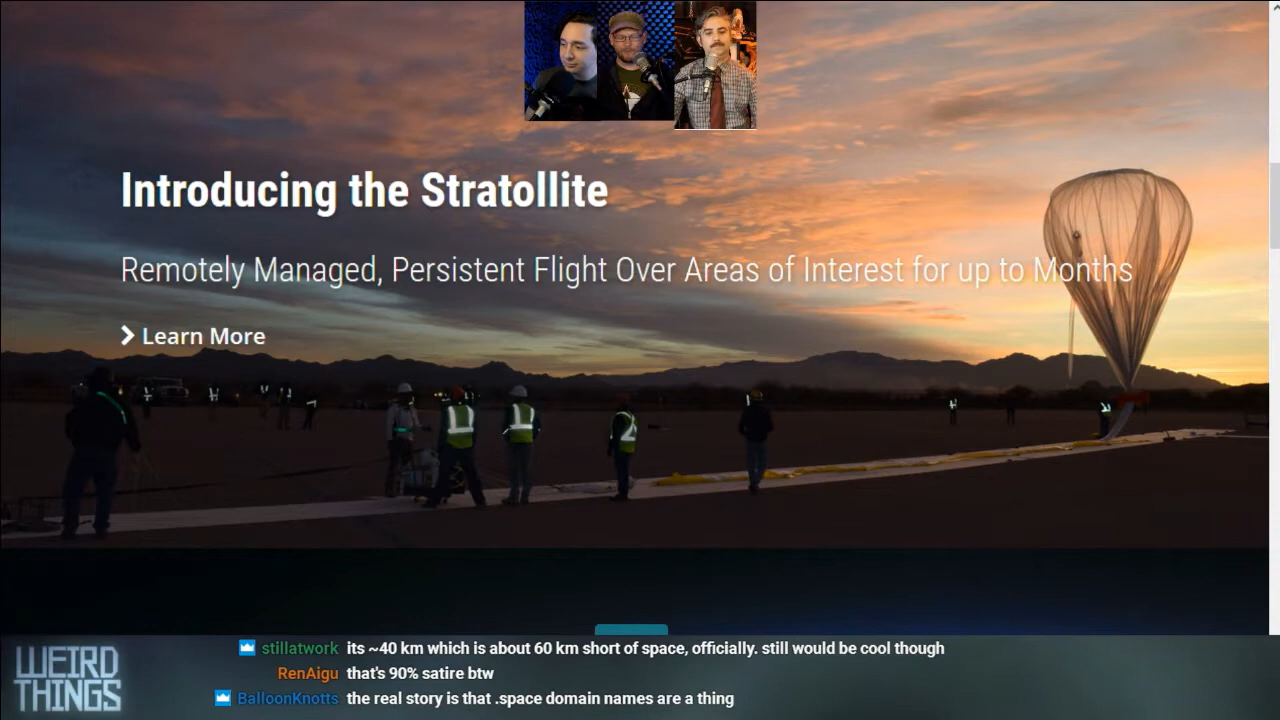 Introducing the Stratollite
Remotely Managed, Persistent Flight Over Areas of Interest for up to Months
Learn More
WEIRD
THINGS
stillatwork its ~40 km which is about 60 km short of space, officially. still would be cool though
RenAigu that's 90% satire btw
BalloonKnotts the real story is that .space domain names are a thing